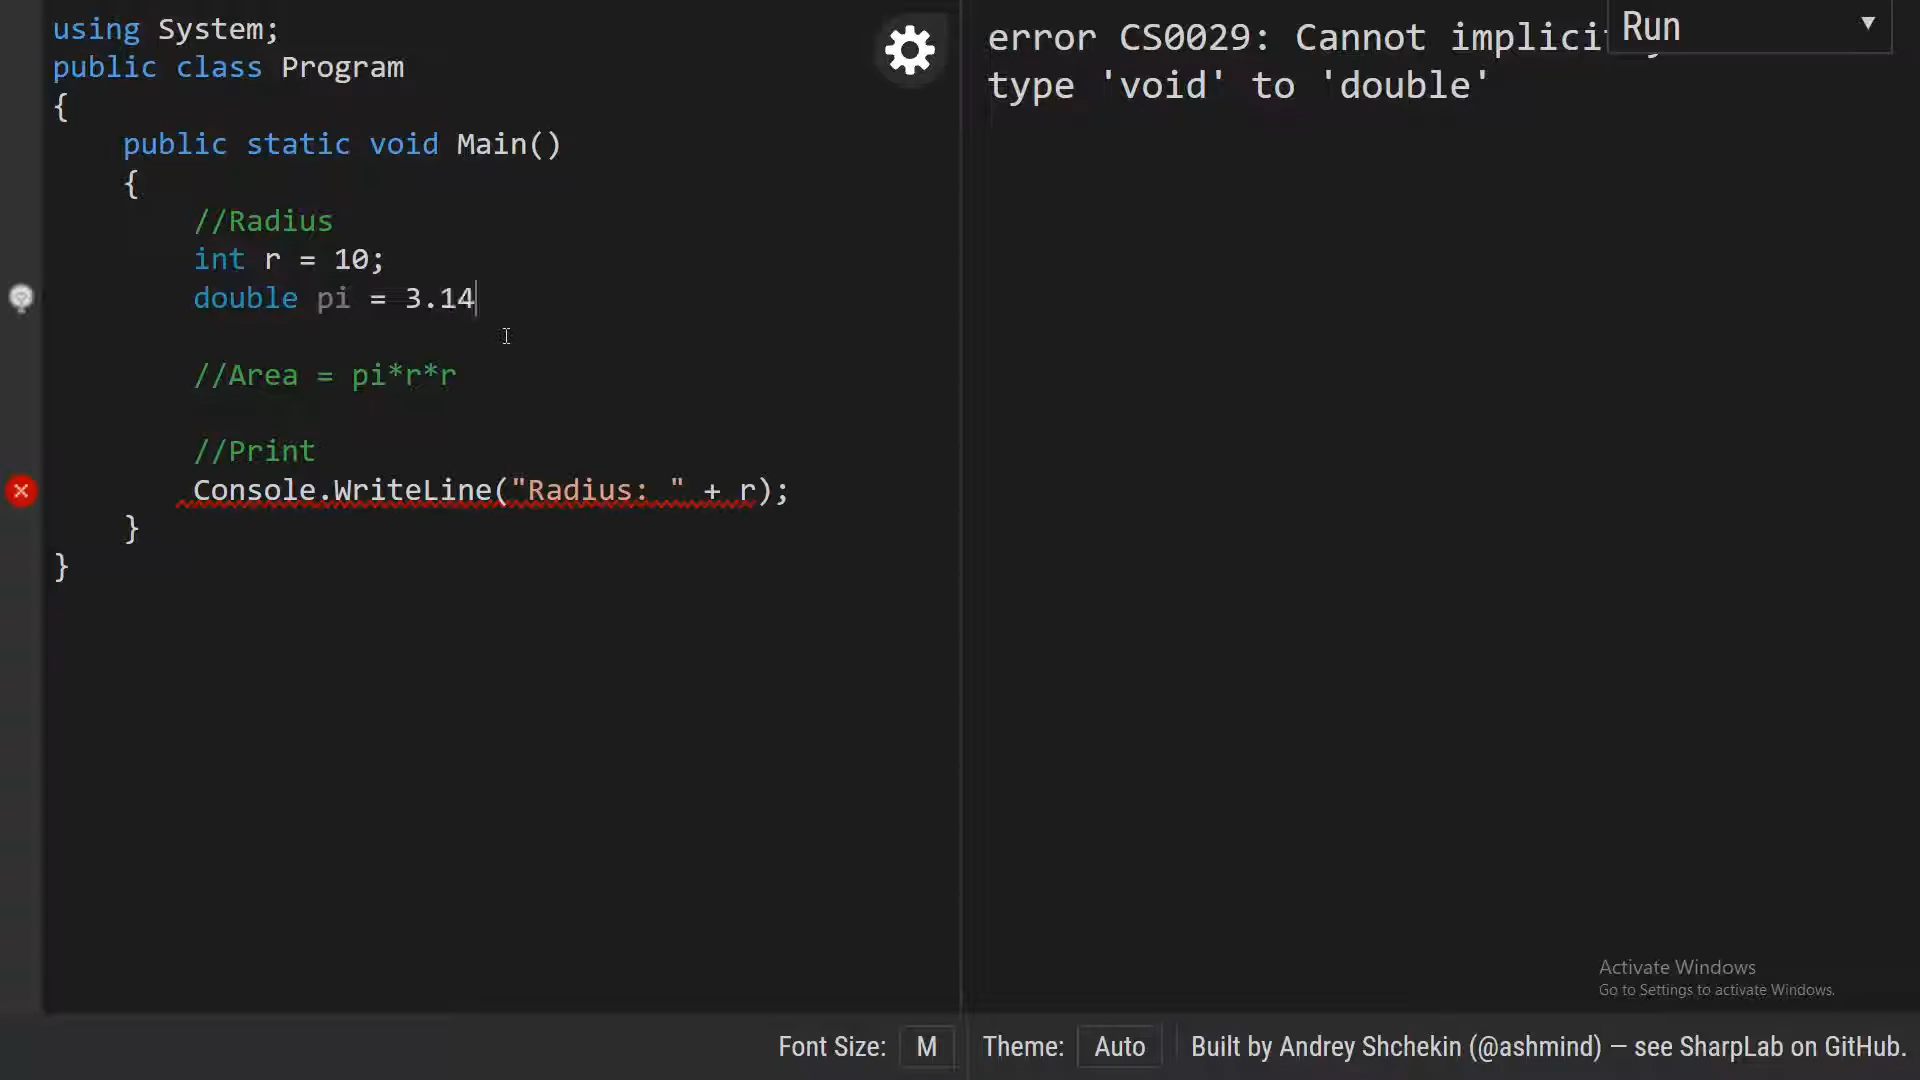 using System;
public class Program
{
public static void Main()
{
//Radius
int r = 10;
double pi = 3.14
//Area = pi*r*r
//Print
Console.WriteLine("Radius: " + r);
}
}
error CS0029: Cannot
type 'void' to 'double'
Run
Activate Windows
Go to Settings to activate Windows.
Font Size: M
Theme: Auto
Built by Andrey Shchekin (@ashmind) — see SharpLab on GitHub.